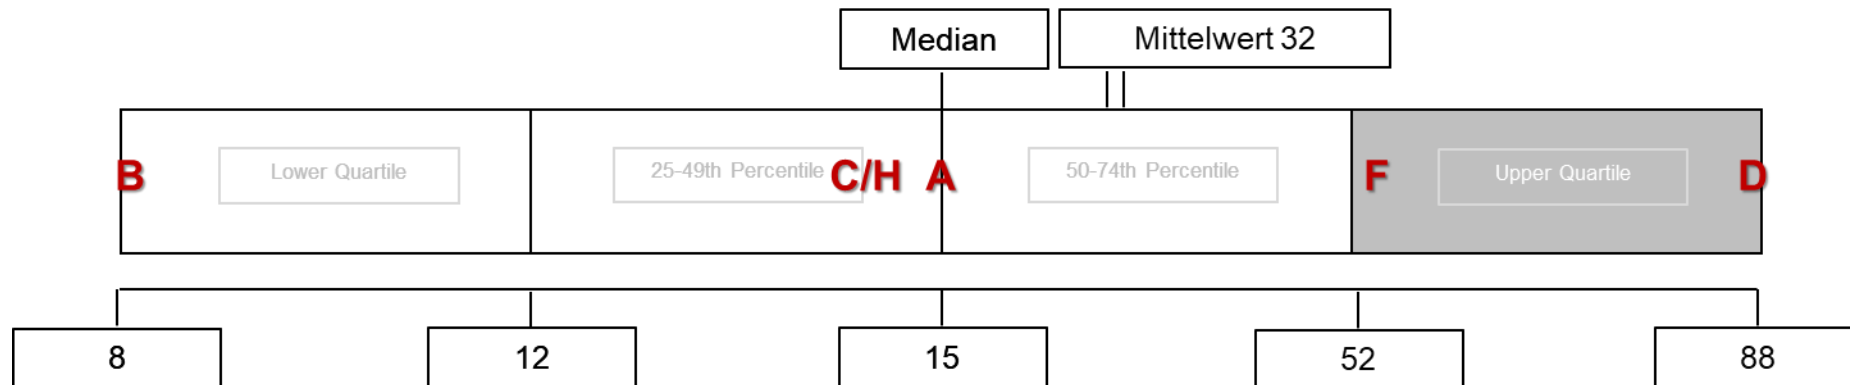 Median
Mittelwert 32
B
Lower Quartile
25-49th Percentile
C/H
A
50-74th Percentile
F
Upper Quartile
D
8
12
15
52
88